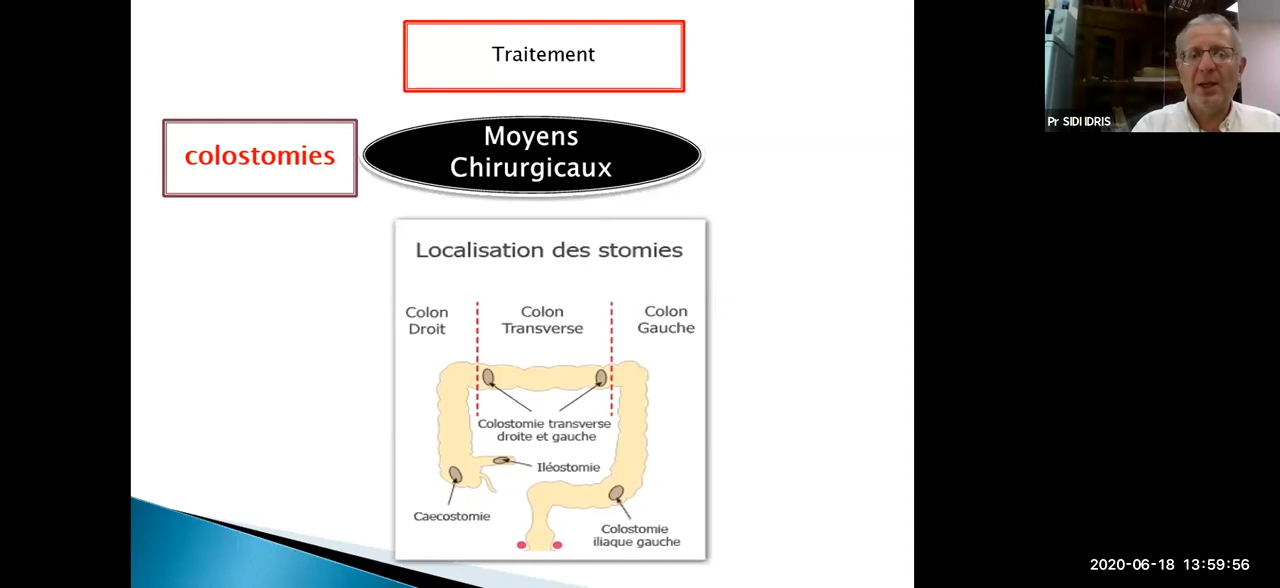 Traitement
Pr SIDI IDRIS
colostomies
Moyens
Chirurgicaux
Localisation des stomies
Colon
Droit
Colon
Transverse
Colon
Gauche
Colostomie transverse
droite et gauche
Iléostomie
Caecostomie
Colostomie
iliaque gauche
2020-06-18 13:59:56